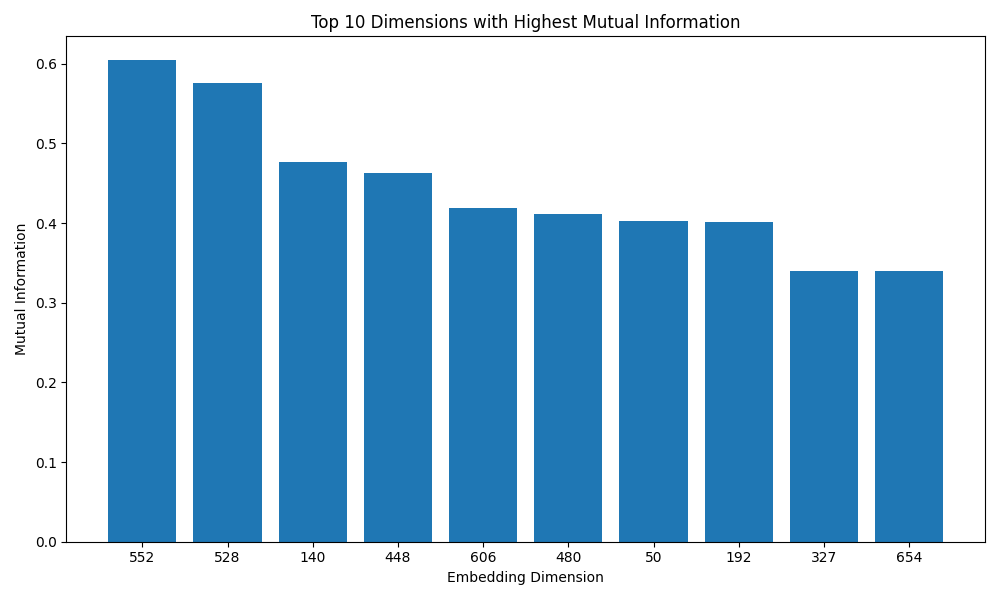 Top 10 Dimensions with Highest Mutual Information
Mutual Information
0.6
0.5
0.4
0.3
0.2
0.1
0.0
552 528 140 448 606 480 50 192 327 654
Embedding Dimension